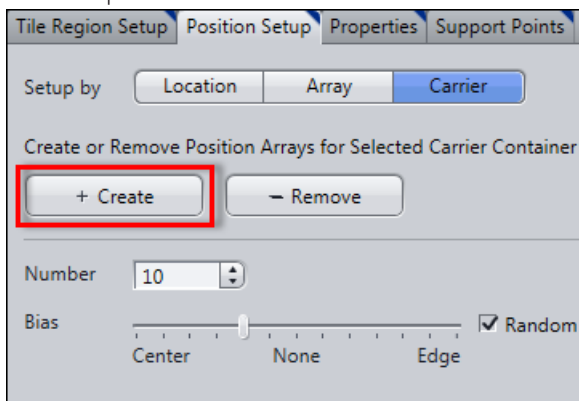 Tile Region Setup Position Setup Properties Support Points
Setup by Location Array Carrier
Create or Remove Position Arrays for Selected Carrier Container
+ Create − Remove
Number 10
Bias Random
Center None Edge